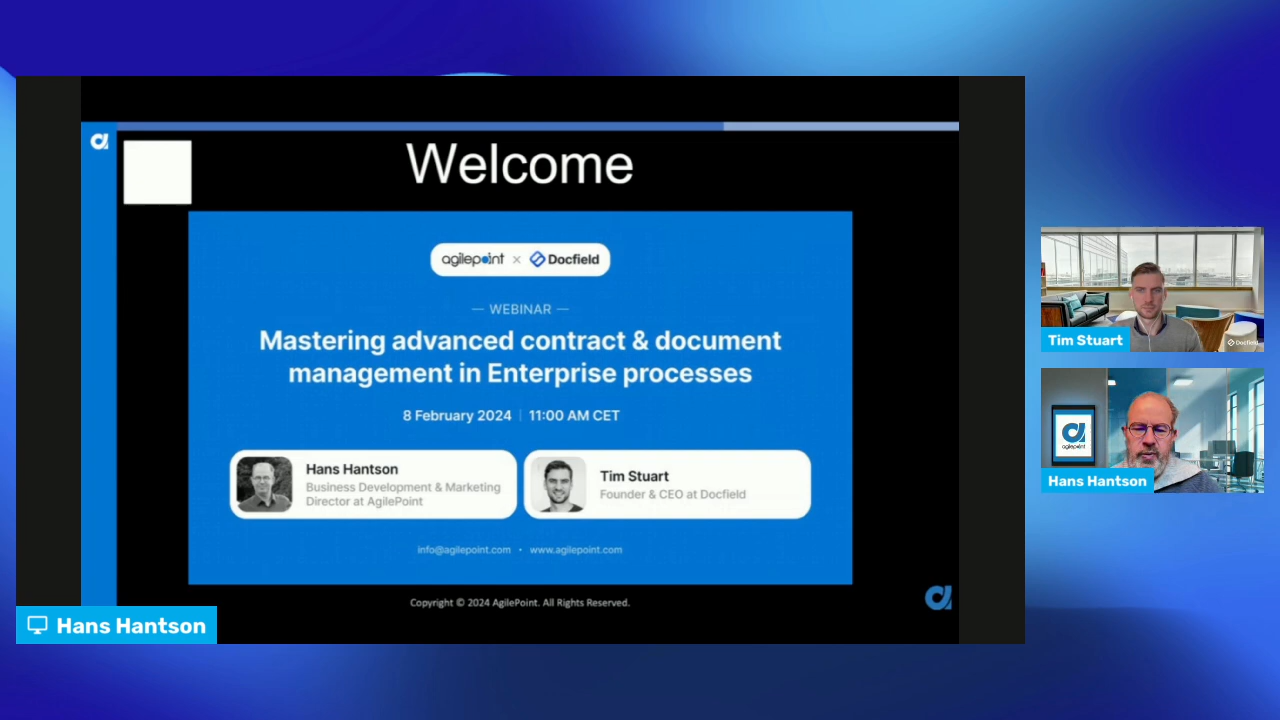 Welcome
agilepoint × Docfield
— WEBINAR —
Mastering advanced contract & document
management in Enterprise processes
8 February 2024 | 11:00 AM CET
Hans Hantson
Business Development & Marketing
Director at AgilePoint
Tim Stuart
Founder & CEO at Docfield
info@agilepoint.com • www.agilepoint.com
Copyright © 2024 AgilePoint. All Rights Reserved.
Hans Hantson
Docfield
Tim Stuart
agilepoint
Hans Hantson